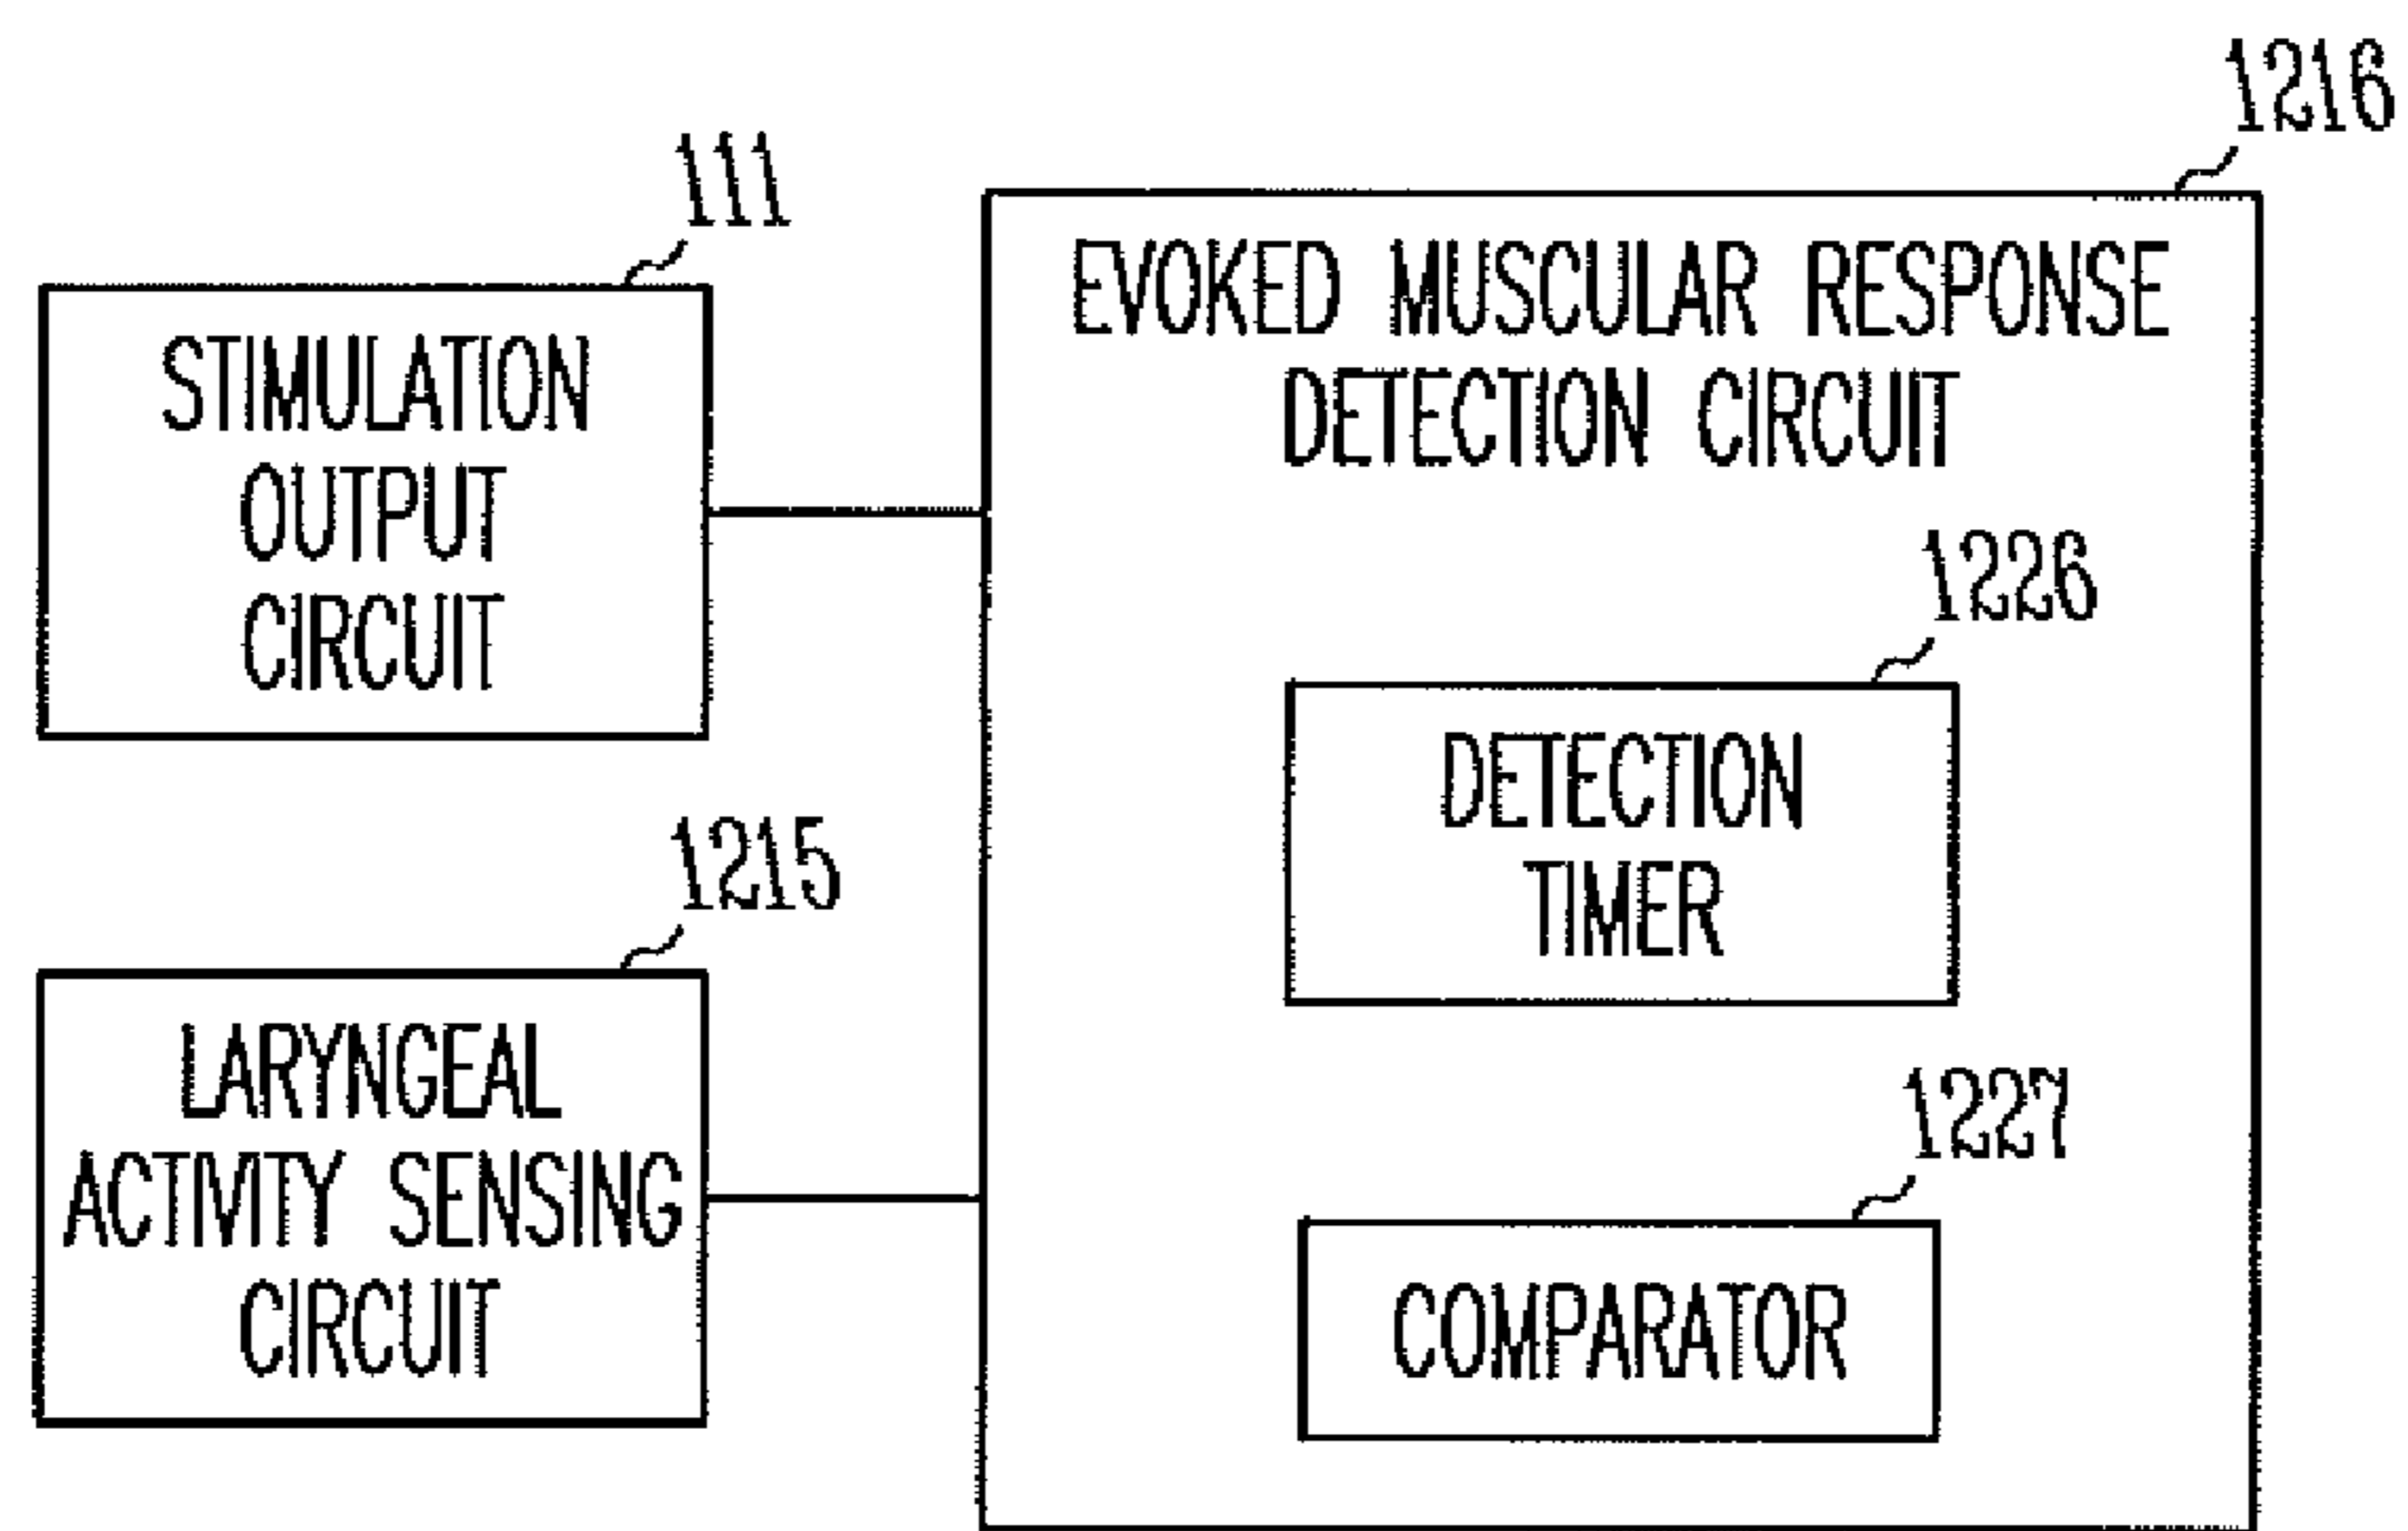 1216
111
EVOKED MUSCULAR RESPONSE
DETECTION CIRCUIT
STIMULATION
OUTPUT
CIRCUIT
1226
DETECTION
TIMER
1215
LARYNGEAL
ACTIVITY SENSING
CIRCUIT
1227
COMPARATOR